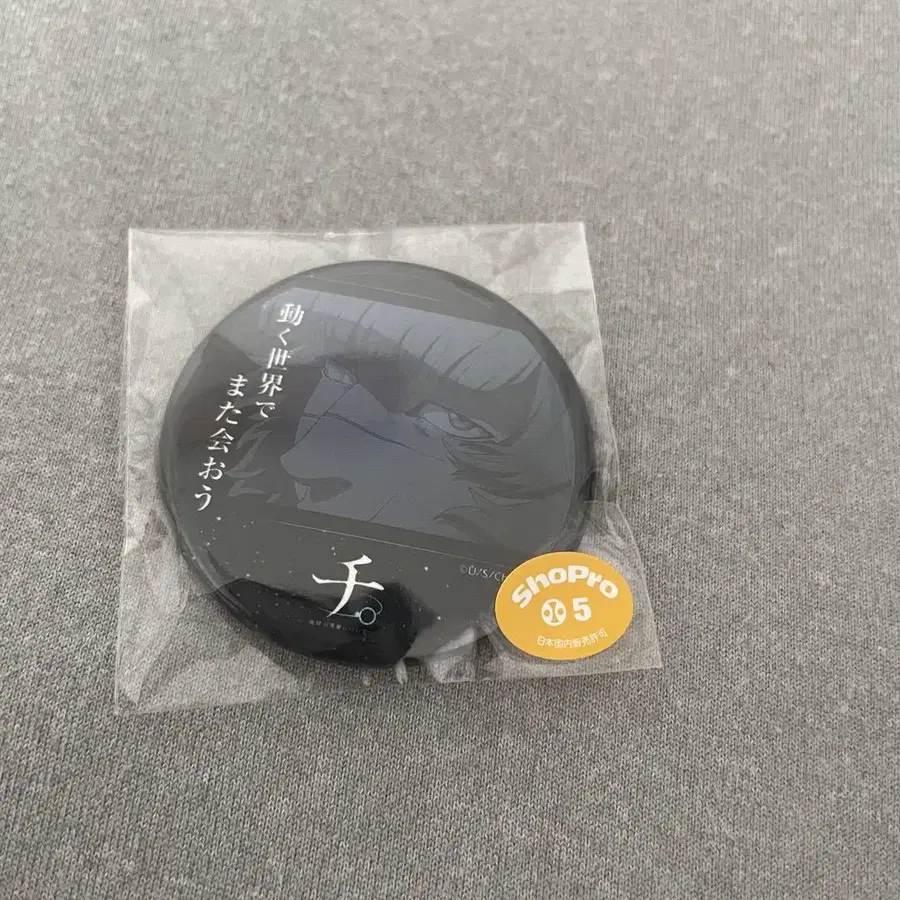 動く世界で
また会おう
チ。
©U/S/C
ShoPro
小 5
日本国内販売許可